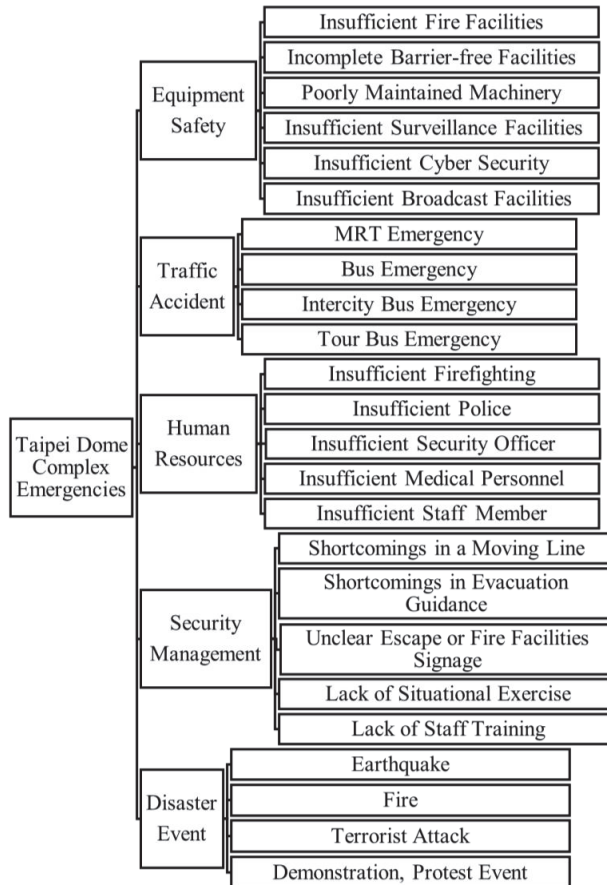 Taipei Dome
Complex
Emergencies
Equipment
Safety
Insufficient Fire Facilities
Incomplete Barrier-free Facilities
Poorly Maintained Machinery
Insufficient Surveillance Facilities
Insufficient Cyber Security
Insufficient Broadcast Facilities
Traffic
Accident
MRT Emergency
Bus Emergency
Intercity Bus Emergency
Tour Bus Emergency
Human
Resources
Insufficient Firefighting
Insufficient Police
Insufficient Security Officer
Insufficient Medical Personnel
Insufficient Staff Member
Security
Management
Shortcomings in a Moving Line
Shortcomings in Evacuation
Guidance
Unclear Escape or Fire Facilities
Signage
Lack of Situational Exercise
Lack of Staff Training
Disaster
Event
Earthquake
Fire
Terrorist Attack
Demonstration, Protest Event